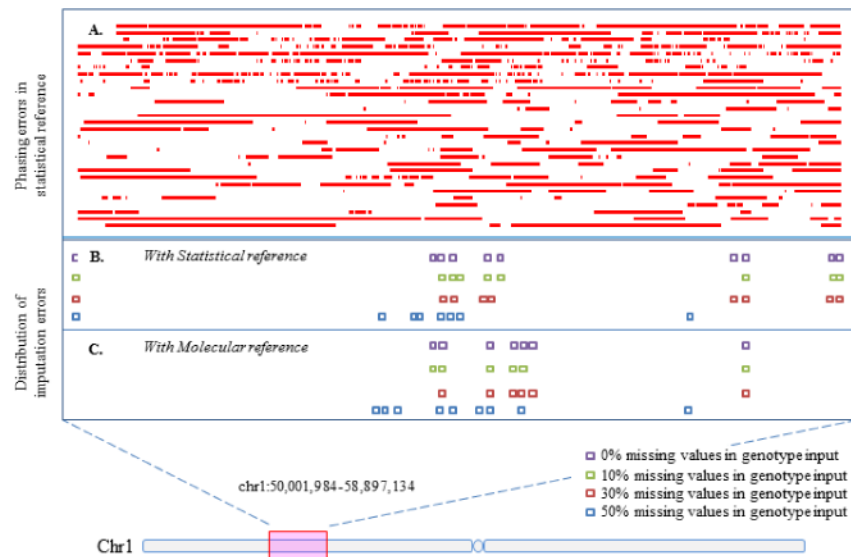 A.
Phasing errors in
statistical reference
B.
With Statistical reference
Distribution of
imputation errors
C.
With Molecular reference
0% missing values in genotype input
10% missing values in genotype input
30% missing values in genotype input
50% missing values in genotype input
chr1:50,001,984-58,897,134
Chr1